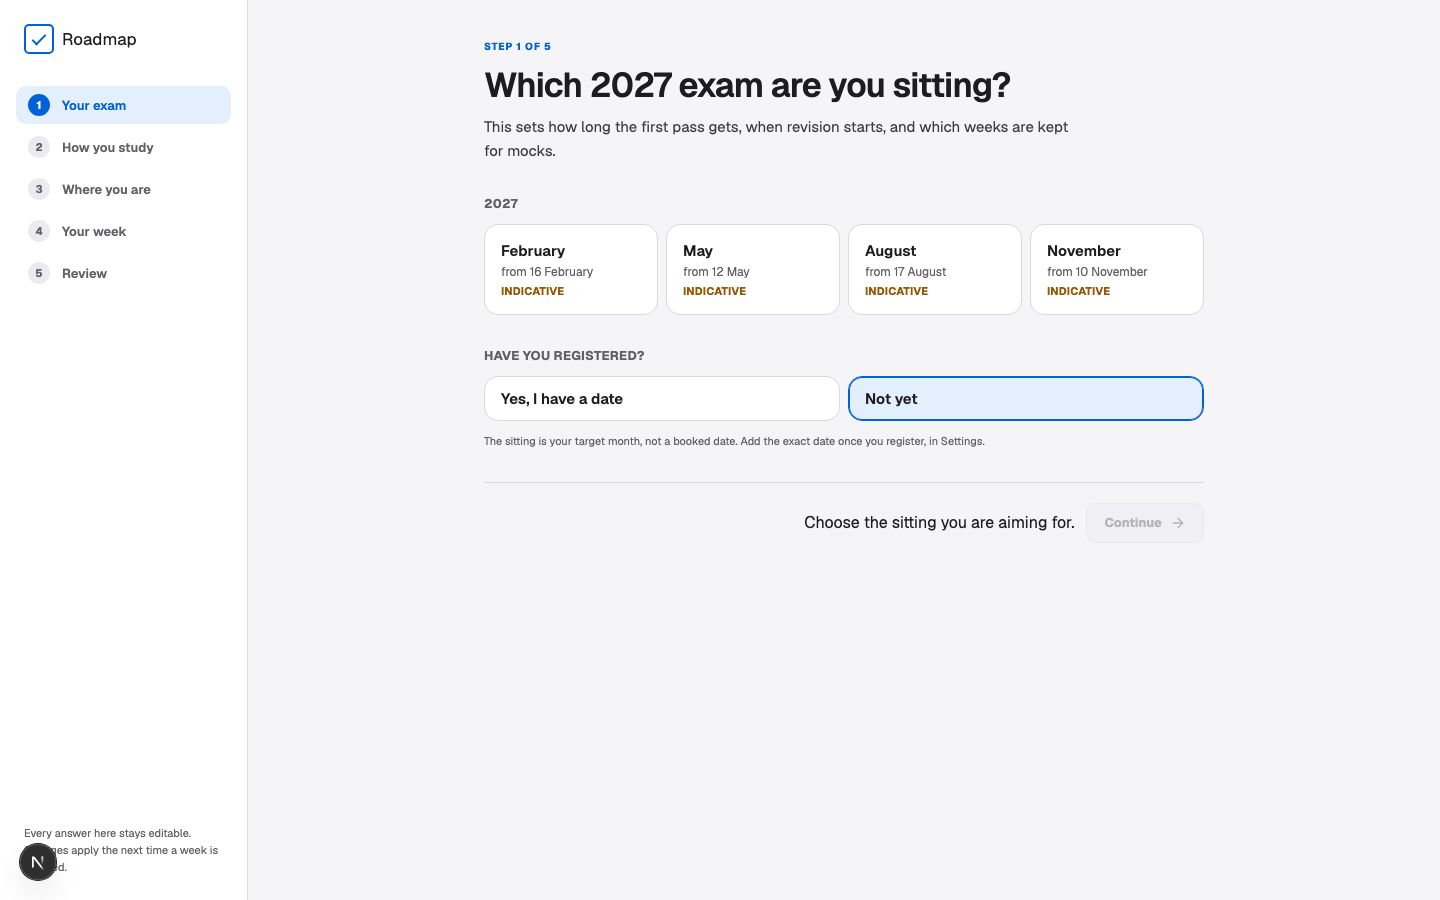 Roadmap
1 Your exam
2 How you study
3 Where you are
4 Your week
5 Review
Every answer here stays editable.
apply the next time a week is
STEP 1 OF 5
Which 2027 exam are you sitting?
This sets how long the first pass gets, when revision starts, and which weeks are kept
for mocks.
2027
February
from 16 February
INDICATIVE
May
from 12 May
INDICATIVE
August
from 17 August
INDICATIVE
November
from 10 November
INDICATIVE
HAVE YOU REGISTERED?
Yes, I have a date
Not yet
The sitting is your target month, not a booked date. Add the exact date once you register, in Settings.
Choose the sitting you are aiming for.
Continue
N